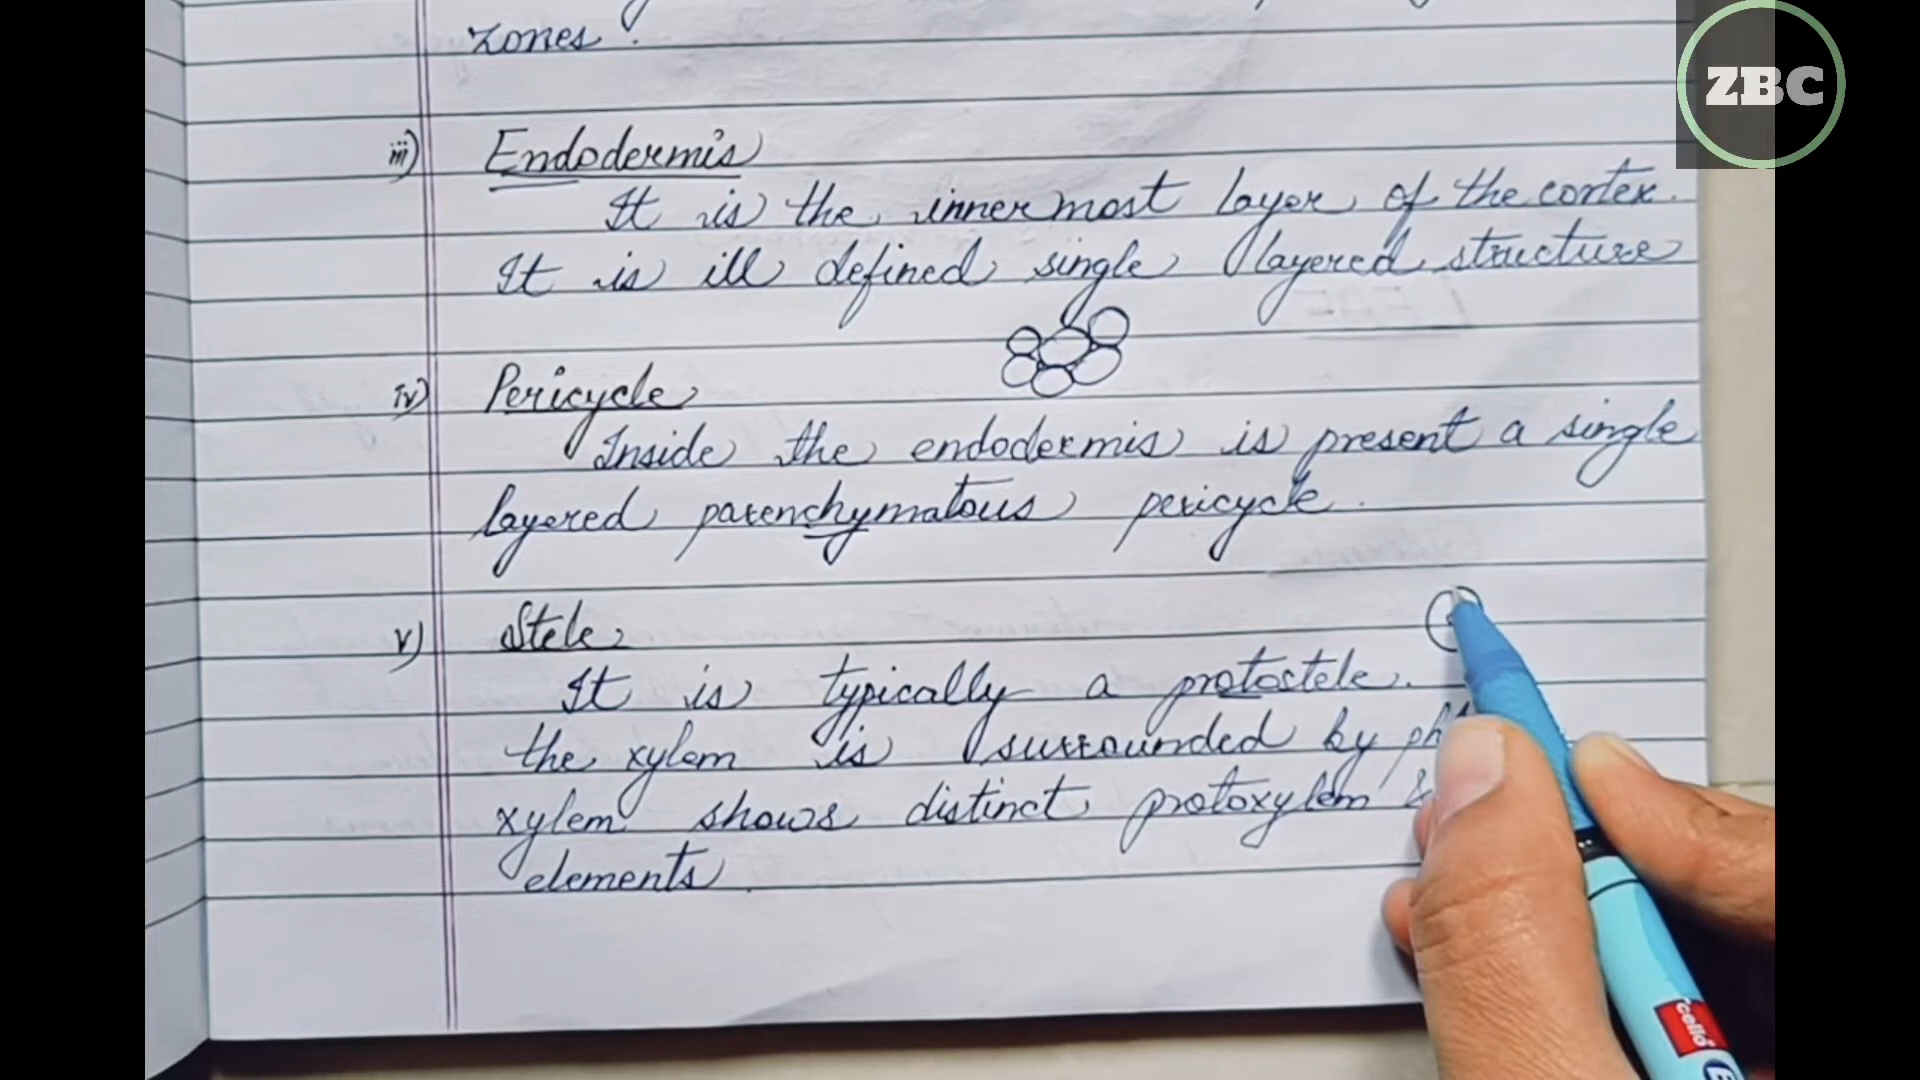 zones.
ZBC
iii) Endodermis
It is the innermost layer of the cortex.
It is ill defined single layered structure
iv) Pericycle
Inside the endodermis is present a single
layered parenchymatous pericycle.
v) Stele
It is typically a protostele.
the xylem is surrounded by
xylem shows distinct protoxylem &
elements.
cello